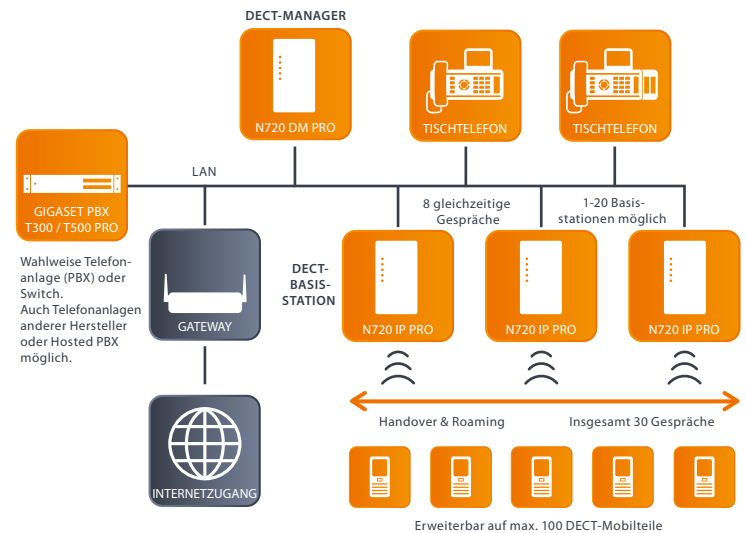 DECT-MANAGER
N720 DM PRO
TISCHTELEFON
TISCHTELEFON
LAN
GIGASET PBX
T300 / T500 PRO
8 gleichzeitige
Gespräche
1-20 Basis-
stationen möglich
Wahlweise Telefon-
anlage (PBX) oder
Switch.
Auch Telefonanlagen
anderer Hersteller
oder Hosted PBX
möglich.
GATEWAY
DECT-
BASIS-
STATION
N720 IP PRO
N720 IP PRO
N720 IP PRO
Handover & Roaming
Insgesamt 30 Gespräche
INTERNETZUGANG
Erweiterbar auf max. 100 DECT-Mobilteile